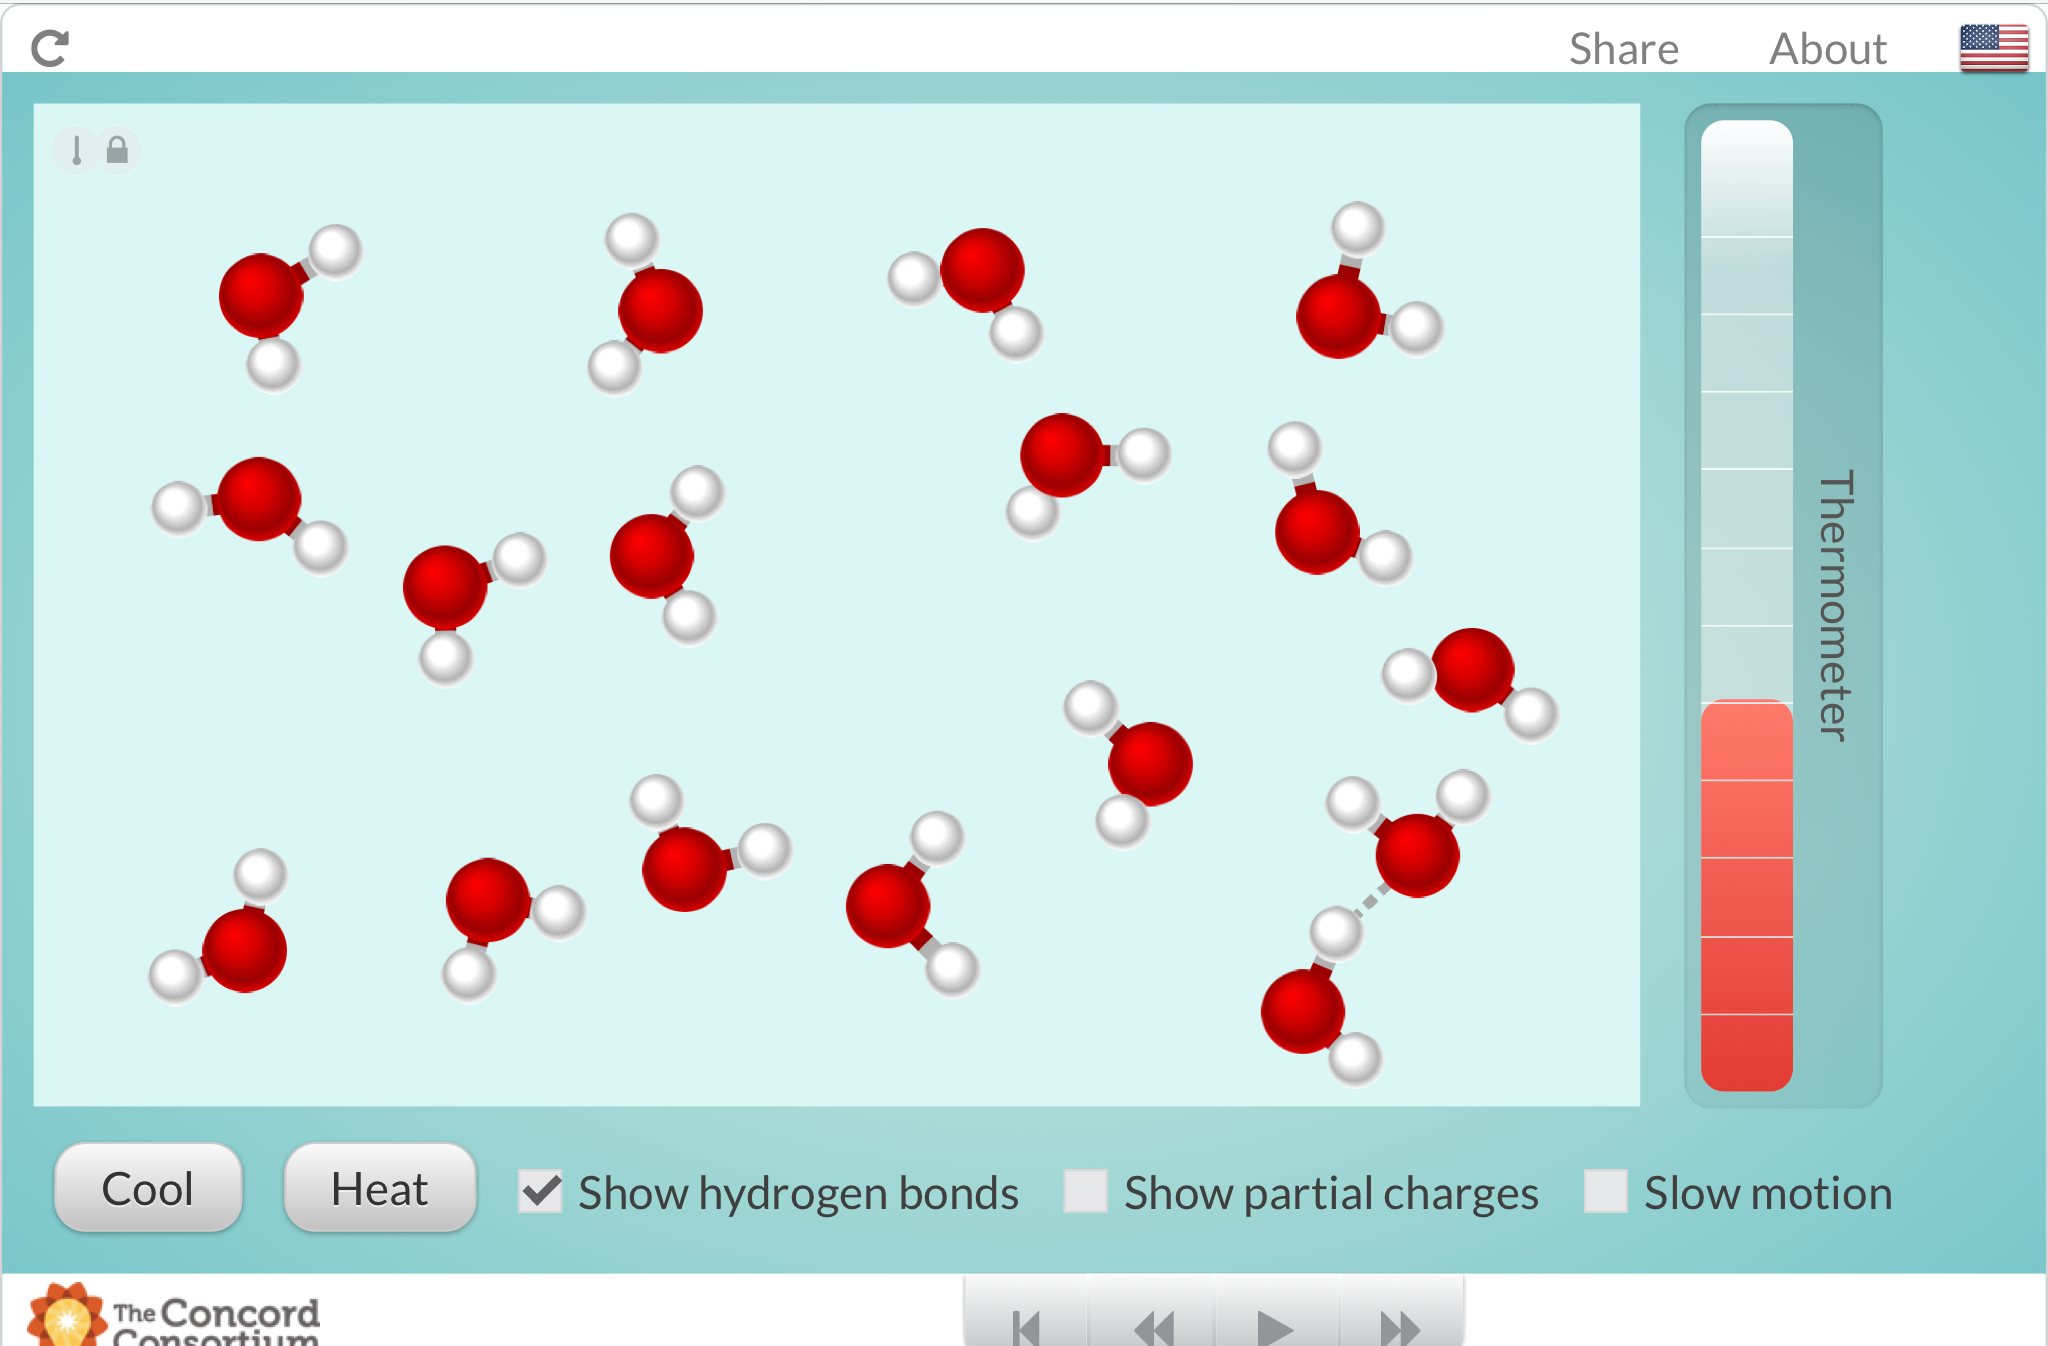 Share About
Thermometer
Cool Heat Show hydrogen bonds Show partial charges Slow motion
The Concord
Consortium